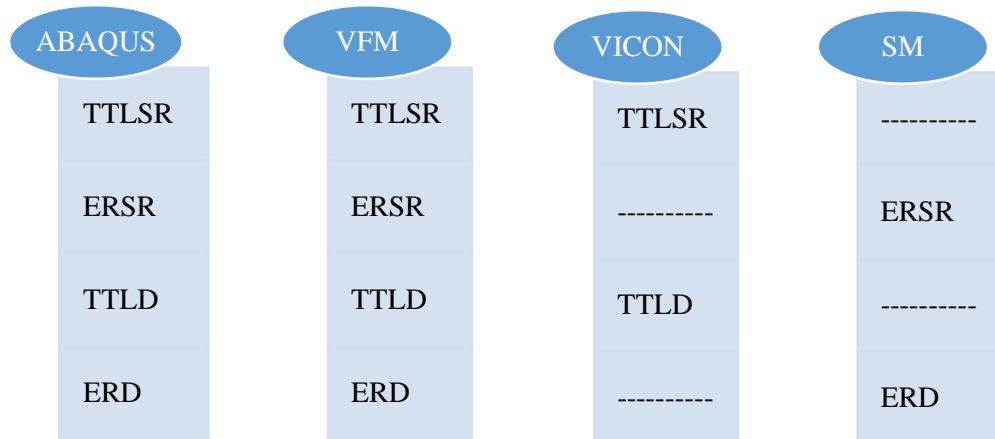 ABAQUS VFM VICON SM
TTLSR TTLSR TTLSR ----------
ERSR ERSR ---------- ERSR
TTLD TTLD TTLD ----------
ERD ERD ---------- ERD